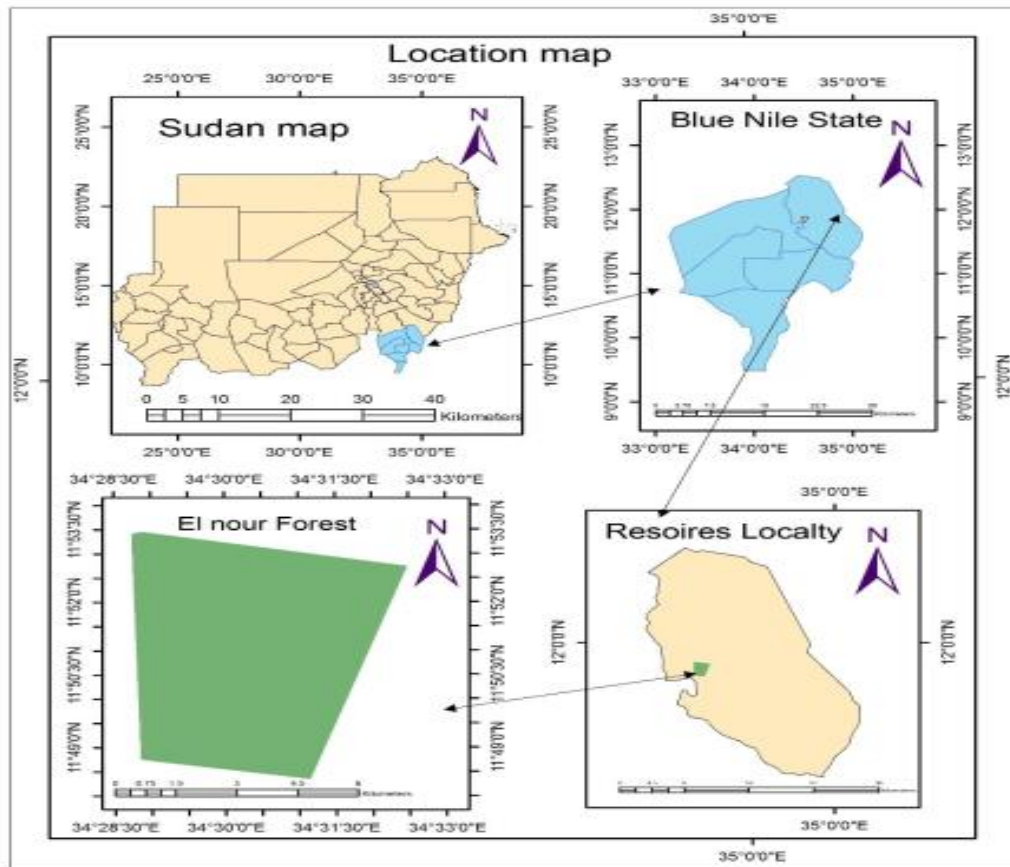 35°0'0"E
Location map
25°0'0"E 30°0'0"E 35°0'0"E
33°0'0"E 34°0'0"E 35°0'0"E
Sudan map
N
Blue Nile State
N
25°0'0"N 20°0'0"N 15°0'0"N 10°0'0"N
25°0'0"N 20°0'0"N 15°0'0"N 10°0'0"N
13°0'0"N 12°0'0"N 11°0'0"N 10°0'0"N 9°0'0"N
13°0'0"N 12°0'0"N 11°0'0"N 10°0'0"N 9°0'0"N
12°0'0"N
12°0'0"N
0 5 10 20 30 40
Kilometers
25°0'0"E 30°0'0"E 35°0'0"E
33°0'0"E 34°0'0"E 35°0'0"E
34°28'30"E 34°30'0"E 34°31'30"E 34°33'0"E
35°0'0"E
El nour Forest
N
Resoires Localty
N
11°53'30"N 11°52'0"N 11°50'30"N 11°49'0"N
11°53'30"N 11°52'0"N 11°50'30"N 11°49'0"N
12°0'0"N
12°0'0"N
Kilometers
34°28'30"E 34°30'0"E 34°31'30"E 34°33'0"E
35°0'0"E
35°0'0"E